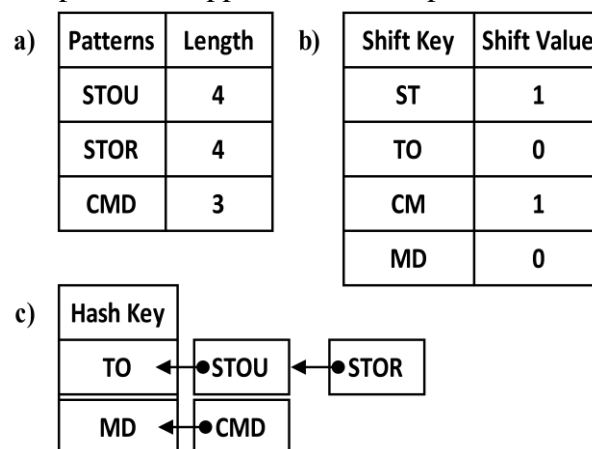 a) Patterns Length
STOU 4
STOR 4
CMD 3
b) Shift Key Shift Value
ST 1
TO 0
CM 1
MD 0
c) Hash Key
TO STOU STOR
MD CMD